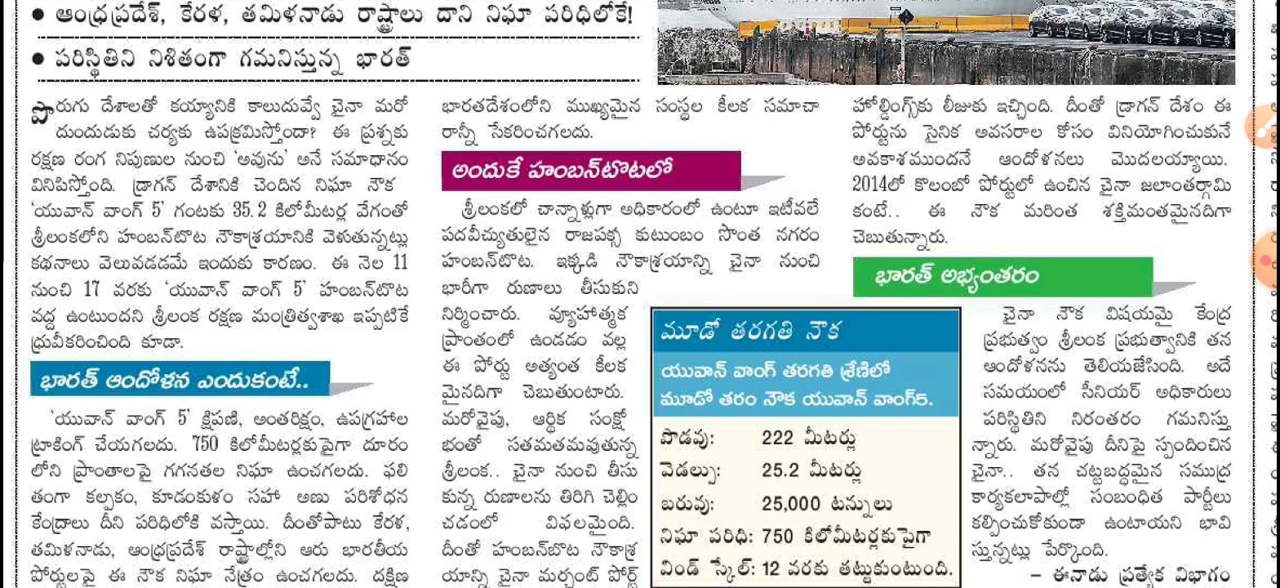 ● ఆంధ్రప్రదేశ్, కేరళ, తమిళనాడు రాష్ట్రాలు దాని నిఘా పరిధిలోకే!
● పరిస్థితిని నిశితంగా గమనిస్తున్న భారత్
పొరుగు దేశాలతో కయ్యానికి కాలుదువ్వే చైనా మరో
దుందుడుకు చర్యకు ఉపక్రమిస్తోందా? ఈ ప్రశ్నకు
రక్షణ రంగ నిపుణుల నుంచి ‘అవును’ అనే సమాధానం
వినిపిస్తోంది. డ్రాగన్ దేశానికి చెందిన నిఘా నౌక
‘యువాన్ వాంగ్ 5’ గంటకు 35.2 కిలోమీటర్ల వేగంతో
శ్రీలంకలోని హంబన్‌టొట నౌకాశ్రయానికి వెళుతున్నట్లు
కథనాలు వెలువడడమే ఇందుకు కారణం. ఈ నెల 11
నుంచి 17 వరకు ‘యువాన్ వాంగ్ 5’ హంబన్‌టొట
వద్ద ఉంటుందని శ్రీలంక రక్షణ మంత్రిత్వశాఖ ఇప్పటికే
ధ్రువీకరించింది కూడా.
భారత్ ఆందోళన ఎందుకంటే..
‘యువాన్ వాంగ్ 5’ క్షిపణి, అంతరిక్షం, ఉపగ్రహాల
ట్రాకింగ్ చేయగలదు. 750 కిలోమీటర్లకుపైగా దూరం
లోని ప్రాంతాలపై గగనతల నిఘా ఉంచగలదు. ఫలి
తంగా కల్పకం, కూడంకుళం సహా అణు పరిశోధన
కేంద్రాలు దీని పరిధిలోకి వస్తాయి. దీంతోపాటు కేరళ,
తమిళనాడు, ఆంధ్రప్రదేశ్ రాష్ట్రాల్లోని ఆరు భారతీయ
పోర్టులపై ఈ నౌక నిఘా నేత్రం ఉంచగలదు. దక్షిణ
భారతదేశంలోని ముఖ్యమైన సంస్థల కీలక సమాచా
రాన్నీ సేకరించగలదు.
అందుకే హంబన్‌టొటలో
శ్రీలంకలో చాన్నాళ్లుగా అధికారంలో ఉంటూ ఇటీవలే
పదవీచ్యుతులైన రాజపక్స కుటుంబం సొంత నగరం
హంబన్‌టొట. ఇక్కడి నౌకాశ్రయాన్ని చైనా నుంచి
భారీగా రుణాలు తీసుకుని
నిర్మించారు. వ్యూహాత్మక
ప్రాంతంలో ఉండడం వల్ల
ఈ పోర్టు అత్యంత కీలక
మైనదిగా చెబుతుంటారు.
మరోవైపు, ఆర్థిక సంక్షో
భంతో సతమతమవుతున్న
శ్రీలంక.. చైనా నుంచి తీసు
కున్న రుణాలను తిరిగి చెల్లిం
చడంలో విఫలమైంది.
దీంతో హంబన్‌టొట నౌకాశ్ర
యాన్ని చైనా మర్చంట్ పోర్ట్
హోల్డింగ్స్‌కు లీజుకు ఇచ్చింది. దీంతో డ్రాగన్ దేశం ఈ
పోర్టును సైనిక అవసరాల కోసం వినియోగించుకునే
అవకాశముందనే ఆందోళనలు మొదలయ్యాయి.
2014లో కొలంబో పోర్టులో ఉంచిన చైనా జలాంతర్గామి
కంటే.. ఈ నౌక మరింత శక్తిమంతమైనదిగా
చెబుతున్నారు.
భారత్ అభ్యంతరం
చైనా నౌక విషయమై కేంద్ర
ప్రభుత్వం శ్రీలంక ప్రభుత్వానికి తన
ఆందోళనను తెలియజేసింది. అదే
సమయంలో సీనియర్ అధికారులు
పరిస్థితిని నిరంతరం గమనిస్తు
న్నారు. మరోవైపు దీనిపై స్పందించిన
చైనా.. తన చట్టబద్ధమైన సముద్ర
కార్యకలాపాల్లో సంబంధిత పార్టీలు
కల్పించుకోకుండా ఉంటాయని భావి
స్తున్నట్లు పేర్కొంది.
– ఈనాడు ప్రత్యేక విభాగం
మూడో తరగతి నౌక
యువాన్ వాంగ్ తరగతి శ్రేణిలో
మూడో తరం నౌక యువాన్ వాంగ్5.
పొడవు: 222 మీటర్లు
వెడల్పు: 25.2 మీటర్లు
బరువు: 25,000 టన్నులు
నిఘా పరిధి: 750 కిలోమీటర్లకుపైగా
విండ్ స్కేల్: 12 వరకు తట్టుకుంటుంది.